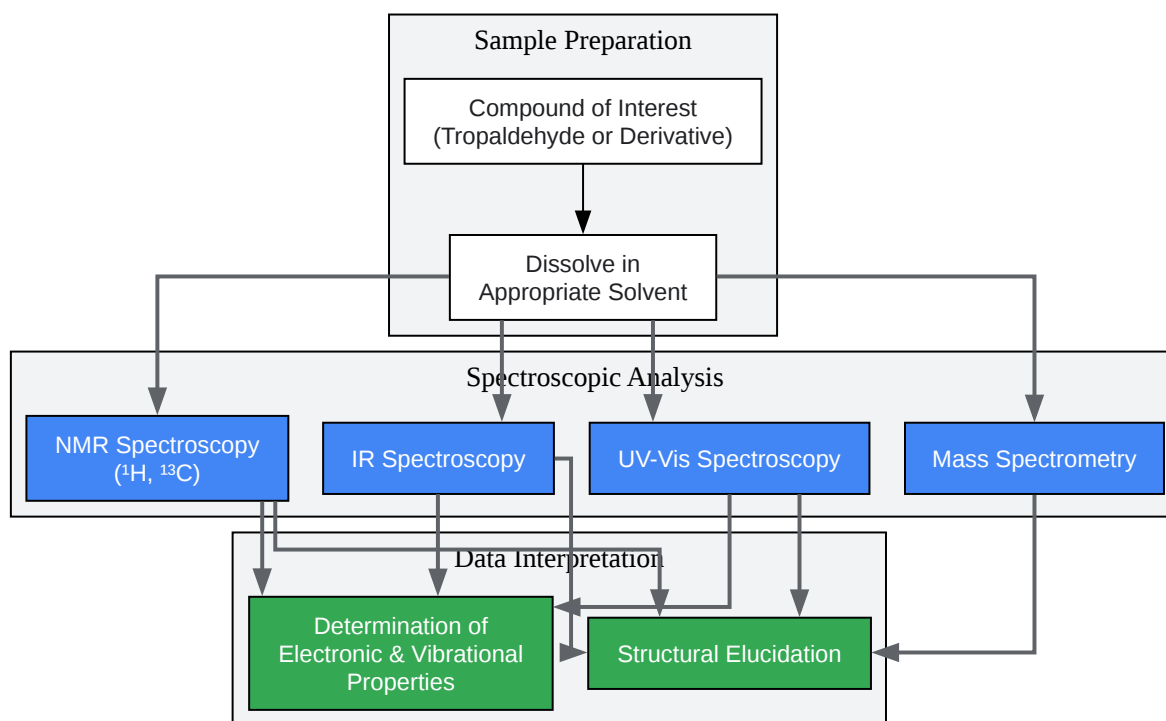 Sample Preparation
Compound of Interest
(Tropaldehyde or Derivative)
Dissolve in
Appropriate Solvent
Spectroscopic Analysis
NMR Spectroscopy
(¹H, ¹³C)
IR Spectroscopy
UV-Vis Spectroscopy
Mass Spectrometry
Data Interpretation
Determination of
Electronic & Vibrational
Properties
Structural Elucidation